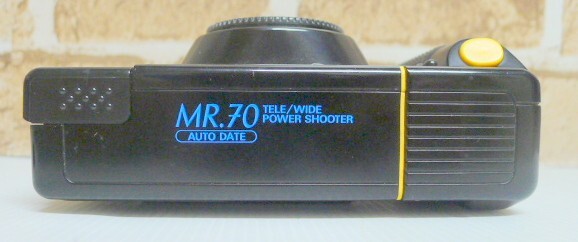 MR.70 TELE/WIDE
POWER SHOOTER
AUTO DATE